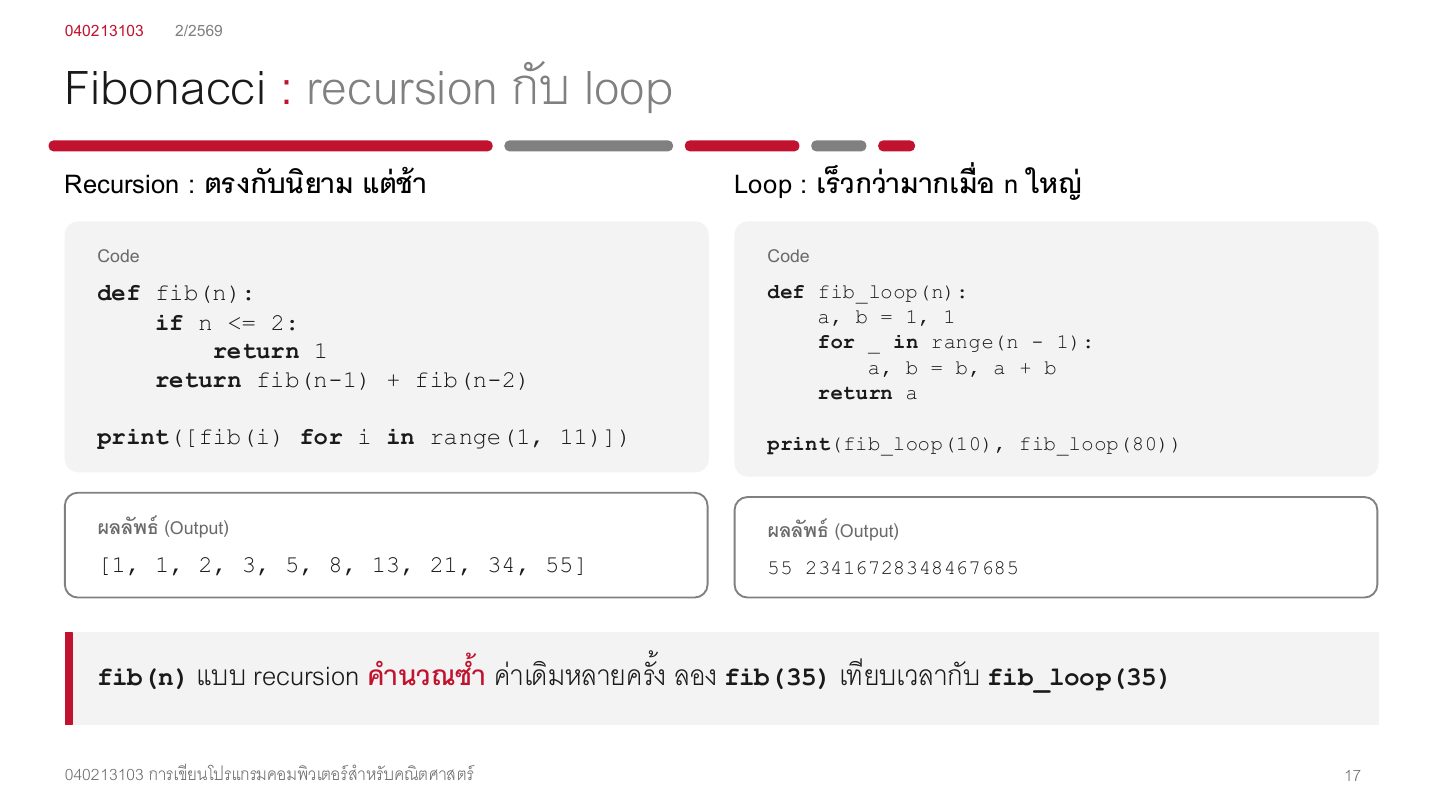 040213103 2/2569
Fibonacci : recursion กับ loop
Recursion : ตรงกับนิยาม แต่ช้า
Code
def fib(n):
    if n <= 2:
        return 1
    return fib(n-1) + fib(n-2)

print([fib(i) for i in range(1, 11)])
ผลลัพธ์ (Output)
[1, 1, 2, 3, 5, 8, 13, 21, 34, 55]
Loop : เร็วกว่ามากเมื่อ n ใหญ่
Code
def fib_loop(n):
    a, b = 1, 1
    for _ in range(n - 1):
        a, b = b, a + b
    return a

print(fib_loop(10), fib_loop(80))
ผลลัพธ์ (Output)
55 23416728348467685
fib(n) แบบ recursion คำนวณซ้ำ ค่าเดิมหลายครั้ง ลอง fib(35) เทียบเวลากับ fib_loop(35)
040213103 การเขียนโปรแกรมคอมพิวเตอร์สำหรับคณิตศาสตร์
17